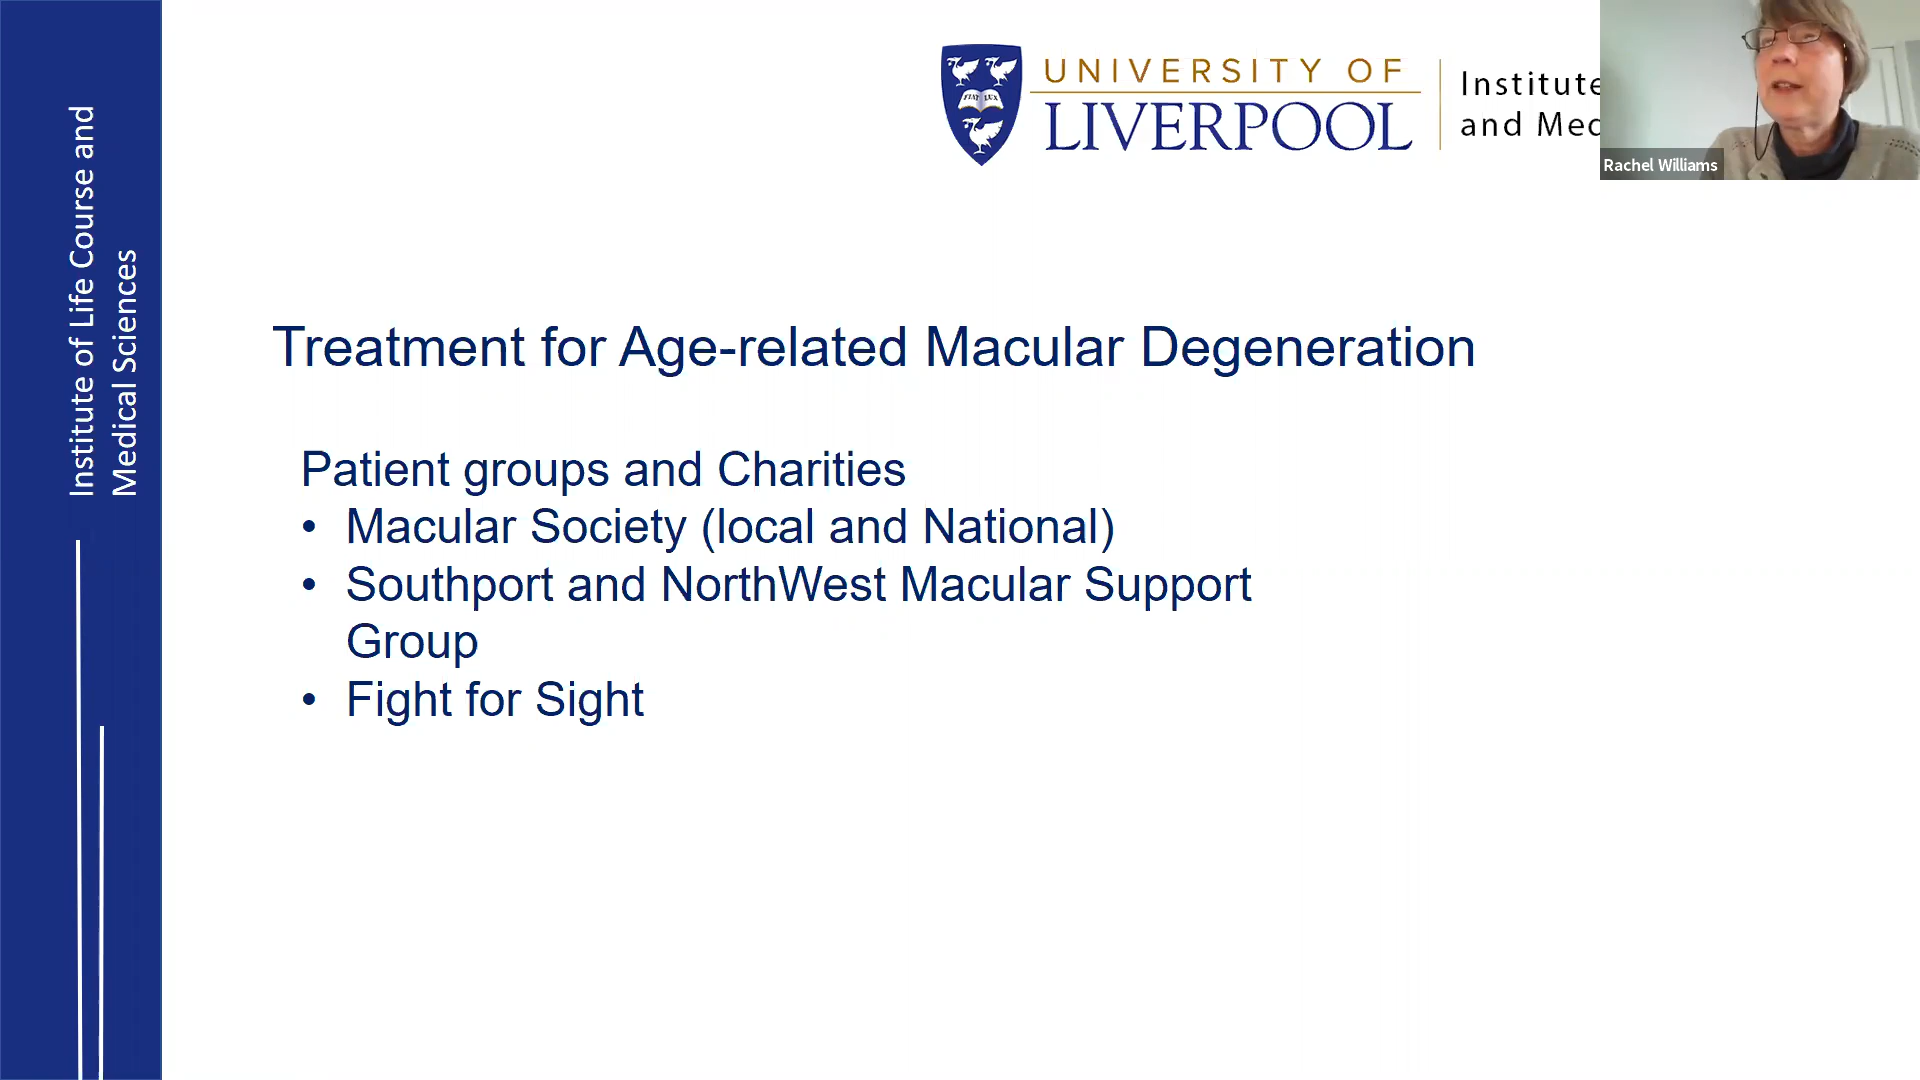 Institute of Life Course and
Medical Sciences
FIAT LUX
UNIVERSITY OF
LIVERPOOL
Institute
and Med
Rachel Williams
Treatment for Age-related Macular Degeneration
Patient groups and Charities
• Macular Society (local and National)
• Southport and NorthWest Macular Support
Group
• Fight for Sight